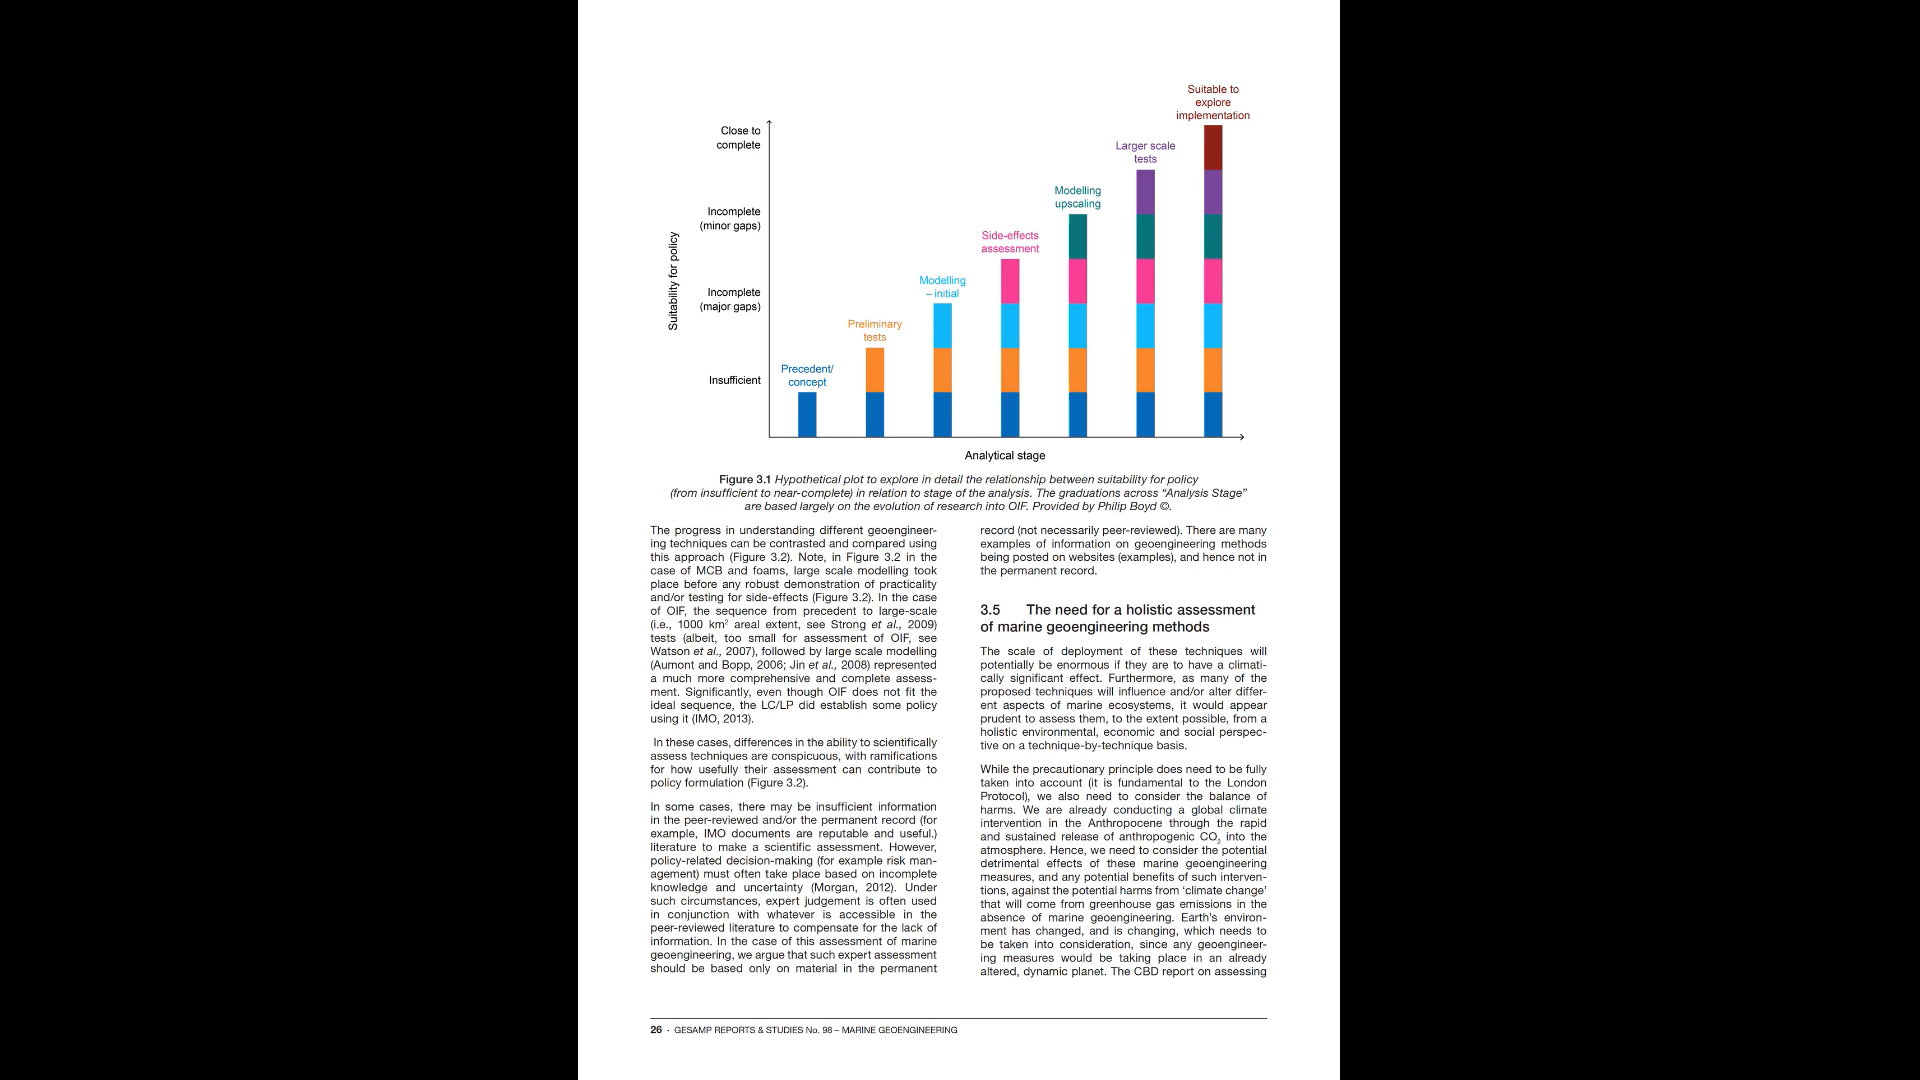 Suitable to
explore
implementation
Close to
complete
Larger scale
tests
Modelling
upscaling
Incomplete
(minor gaps)
Side-effects
assessment
Suitability for policy
Modelling
– initial
Incomplete
(major gaps)
Preliminary
tests
Precedent/
concept
Insufficient
Analytical stage
Figure 3.1 Hypothetical plot to explore in detail the relationship between suitability for policy
(from insufficient to near-complete) in relation to stage of the analysis. The graduations across “Analysis Stage”
are based largely on the evolution of research into OIF. Provided by Philip Boyd ©.
The progress in understanding different geoengineer-
ing techniques can be contrasted and compared using
this approach (Figure 3.2). Note, in Figure 3.2 in the
case of MCB and foams, large scale modelling took
place before any robust demonstration of practicality
and/or testing for side-effects (Figure 3.2). In the case
of OIF, the sequence from precedent to large-scale
(i.e., 1000 km² areal extent, see Strong et al., 2009)
tests (albeit, too small for assessment of OIF, see
Watson et al., 2007), followed by large scale modelling
(Aumont and Bopp, 2006; Jin et al., 2008) represented
a much more comprehensive and complete assess-
ment. Significantly, even though OIF does not fit the
ideal sequence, the LC/LP did establish some policy
using it (IMO, 2013).
In these cases, differences in the ability to scientifically
assess techniques are conspicuous, with ramifications
for how usefully their assessment can contribute to
policy formulation (Figure 3.2).
In some cases, there may be insufficient information
in the peer-reviewed and/or the permanent record (for
example, IMO documents are reputable and useful.)
literature to make a scientific assessment. However,
policy-related decision-making (for example risk man-
agement) must often take place based on incomplete
knowledge and uncertainty (Morgan, 2012). Under
such circumstances, expert judgement is often used
in conjunction with whatever is accessible in the
peer-reviewed literature to compensate for the lack of
information. In the case of this assessment of marine
geoengineering, we argue that such expert assessment
should be based only on material in the permanent
record (not necessarily peer-reviewed). There are many
examples of information on geoengineering methods
being posted on websites (examples), and hence not in
the permanent record.
3.5 The need for a holistic assessment
of marine geoengineering methods
The scale of deployment of these techniques will
potentially be enormous if they are to have a climati-
cally significant effect. Furthermore, as many of the
proposed techniques will influence and/or alter differ-
ent aspects of marine ecosystems, it would appear
prudent to assess them, to the extent possible, from a
holistic environmental, economic and social perspec-
tive on a technique-by-technique basis.
While the precautionary principle does need to be fully
taken into account (it is fundamental to the London
Protocol), we also need to consider the balance of
harms. We are already conducting a global climate
intervention in the Anthropocene through the rapid
and sustained release of anthropogenic CO₂ into the
atmosphere. Hence, we need to consider the potential
detrimental effects of these marine geoengineering
measures, and any potential benefits of such interven-
tions, against the potential harms from ‘climate change’
that will come from greenhouse gas emissions in the
absence of marine geoengineering. Earth’s environ-
ment has changed, and is changing, which needs to
be taken into consideration, since any geoengineer-
ing measures would be taking place in an already
altered, dynamic planet. The CBD report on assessing
26 · GESAMP REPORTS & STUDIES No. 98 – MARINE GEOENGINEERING